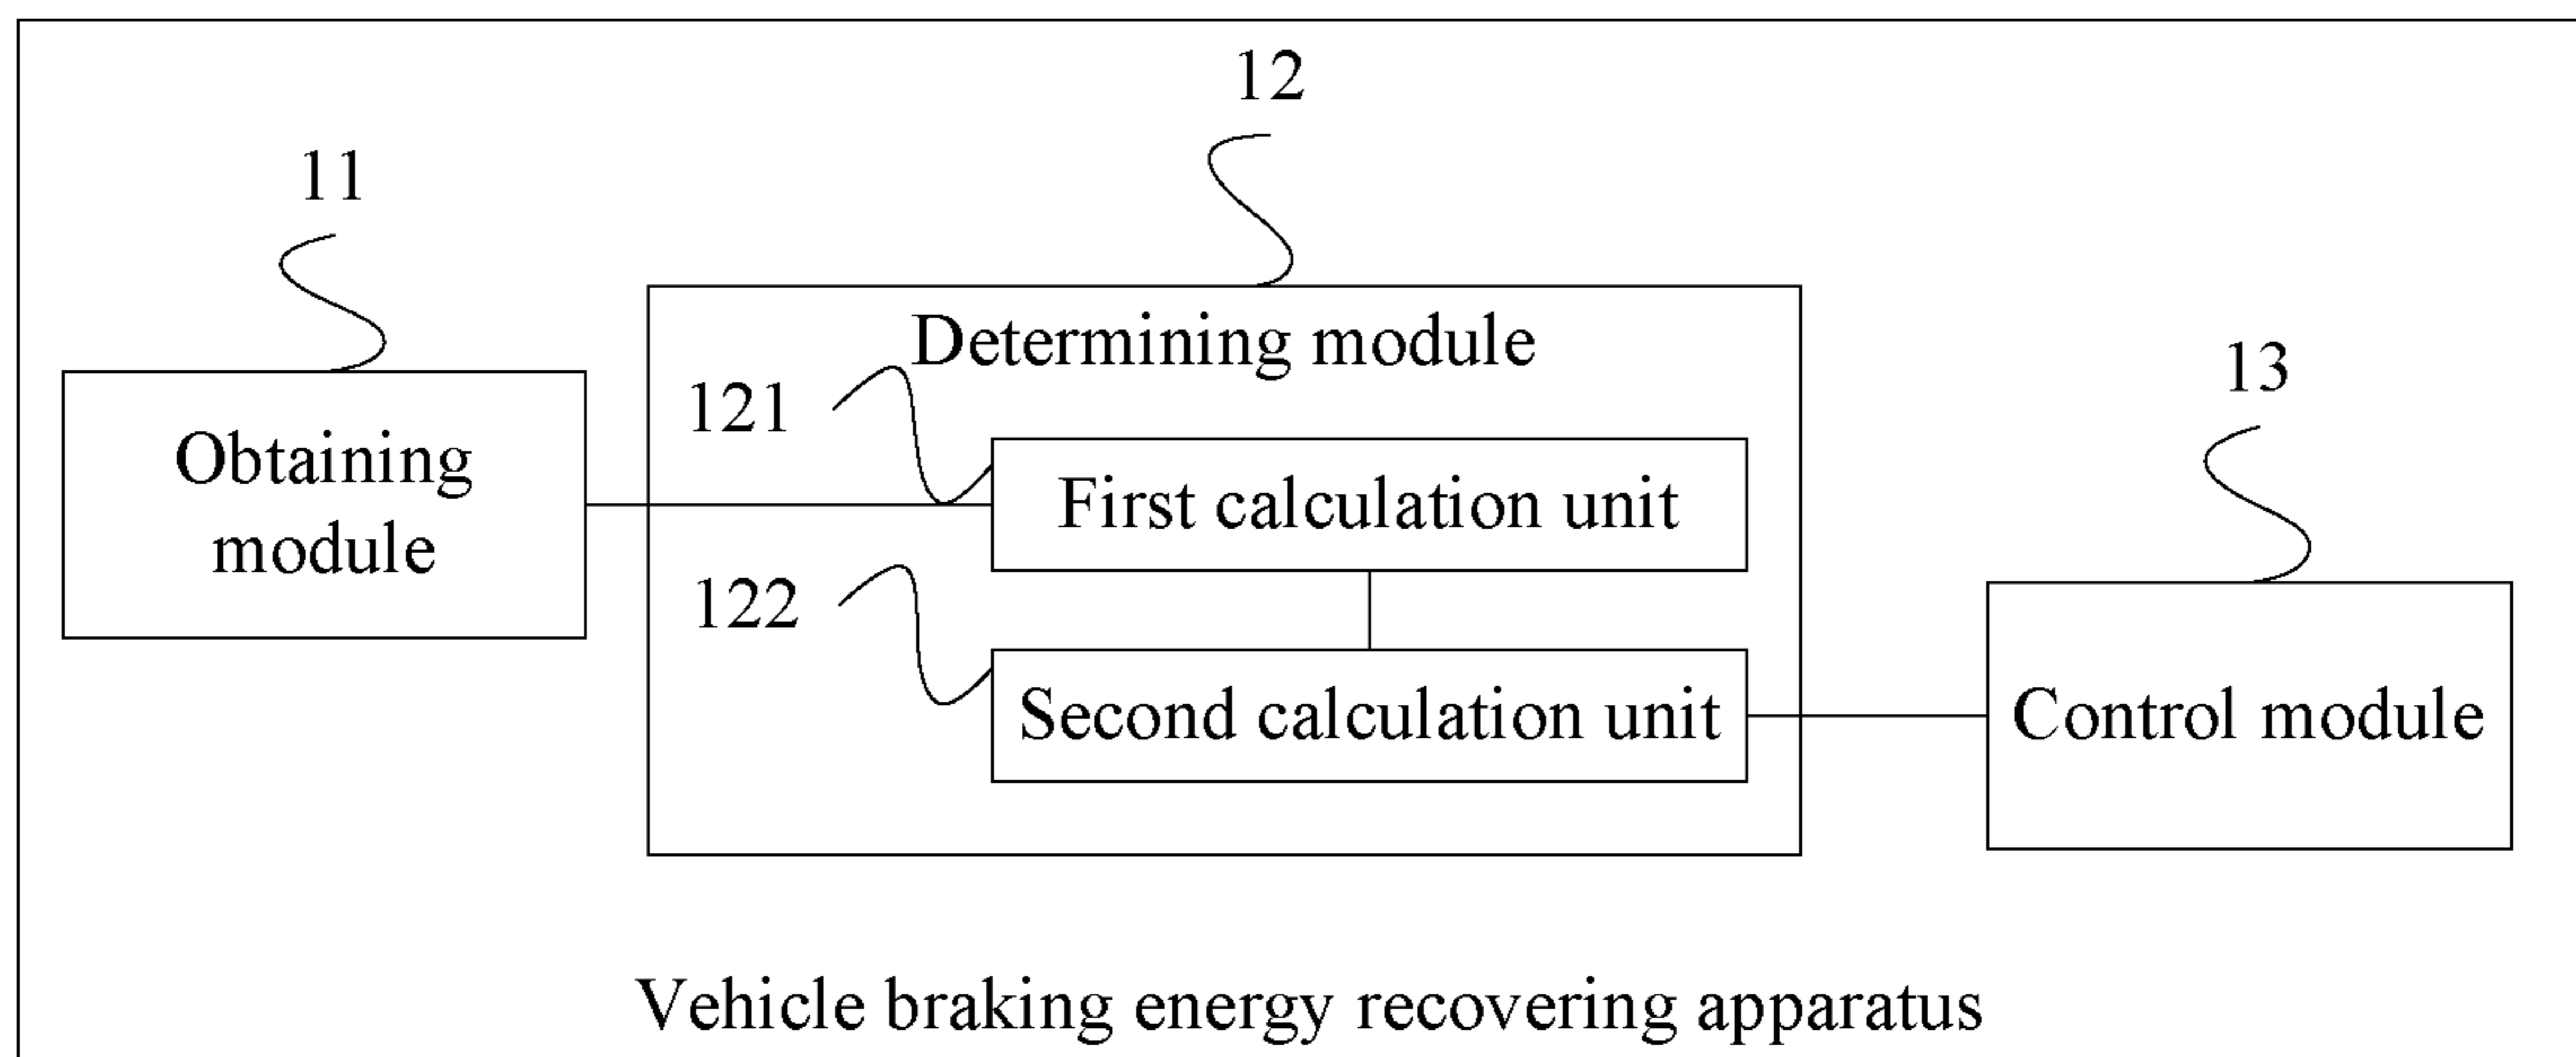 12
11
Determining module
13
121
Obtaining
module
First calculation unit
122
Second calculation unit
Control module
Vehicle braking energy recovering apparatus